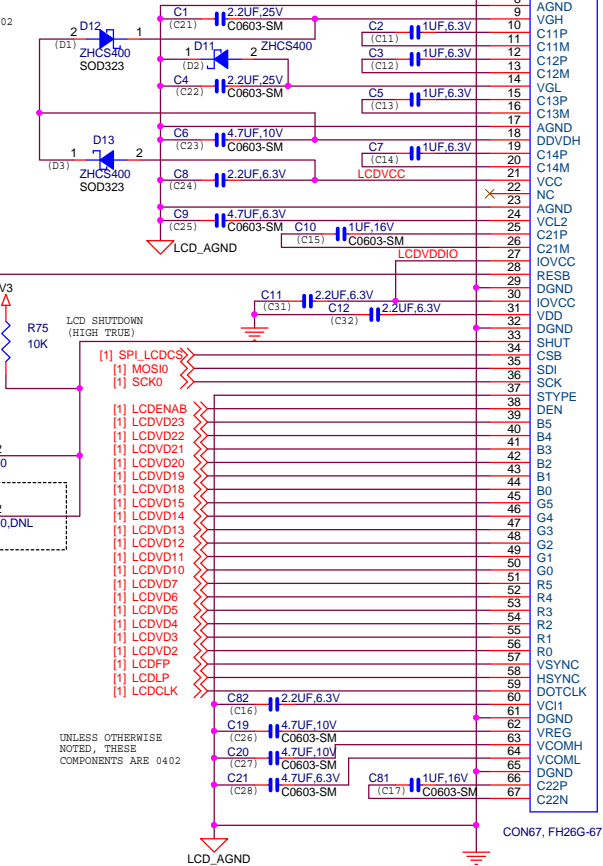 02
D12
2
1
(D1)
ZHCS400
SOD323
C1
2.2UF,25V
(C21)
C0603-SM
D11
ZHCS400
1
2
(D2)
C4
2.2UF,25V
(C22)
C0603-SM
C2
1UF,6.3V
(C11)
C3
1UF,6.3V
(C12)
C5
1UF,6.3V
(C13)
C6
4.7UF,10V
(C23)
C0603-SM
D13
1
2
(D3)
ZHCS400
SOD323
C7
1UF,6.3V
(C14)
C8
2.2UF,6.3V
(C24)
LCDVCC
C9
4.7UF,6.3V
(C25)
C0603-SM
C10
1UF,16V
(C15)
C0603-SM
LCD_AGND
LCDVDDIO
C11
2.2UF,6.3V
(C31)
C12
2.2UF,6.3V
(C32)
V3
R75
10K
LCD SHUTDOWN
(HIGH TRUE)
2
0
2
0,DNL
[1] SPI_LCDCS
[1] MOSI0
[1] SCK0
[1] LCDENAB
[1] LCDVD23
[1] LCDVD22
[1] LCDVD21
[1] LCDVD20
[1] LCDVD19
[1] LCDVD18
[1] LCDVD15
[1] LCDVD14
[1] LCDVD13
[1] LCDVD12
[1] LCDVD11
[1] LCDVD10
[1] LCDVD7
[1] LCDVD6
[1] LCDVD5
[1] LCDVD4
[1] LCDVD3
[1] LCDVD2
[1] LCDFP
[1] LCDLP
[1] LCDCLK
C82
2.2UF,6.3V
(C16)
C19
4.7UF,10V
(C26)
C0603-SM
C20
4.7UF,10V
(C27)
C0603-SM
C21
4.7UF,6.3V
(C28)
C0603-SM
C81
1UF,16V
(C17)
C0603-SM
UNLESS OTHERWISE
NOTED, THESE
COMPONENTS ARE 0402
LCD_AGND
8 AGND
9 VGH
10 C11P
11 C11M
12 C12P
13 C12M
14 VGL
15 C13P
16 C13M
17 AGND
18 DDVDH
19 C14P
20 C14M
21 VCC
22 NC
23 AGND
24 VCL2
25 C21P
26 C21M
27 IOVCC
28 RESB
29 DGND
30 IOVCC
31 VDD
32 DGND
33 SHUT
34 CSB
35 SDI
36 SCK
37 STYPE
38 DEN
39 B5
40 B4
41 B3
42 B2
43 B1
44 B0
45 G5
46 G4
47 G3
48 G2
49 G1
50 G0
51 R5
52 R4
53 R3
54 R2
55 R1
56 R0
57 VSYNC
58 HSYNC
59 DOTCLK
60 VCI1
61 DGND
62 VREG
63 VCOMH
64 VCOML
65 DGND
66 C22P
67 C22N
CON67, FH26G-67